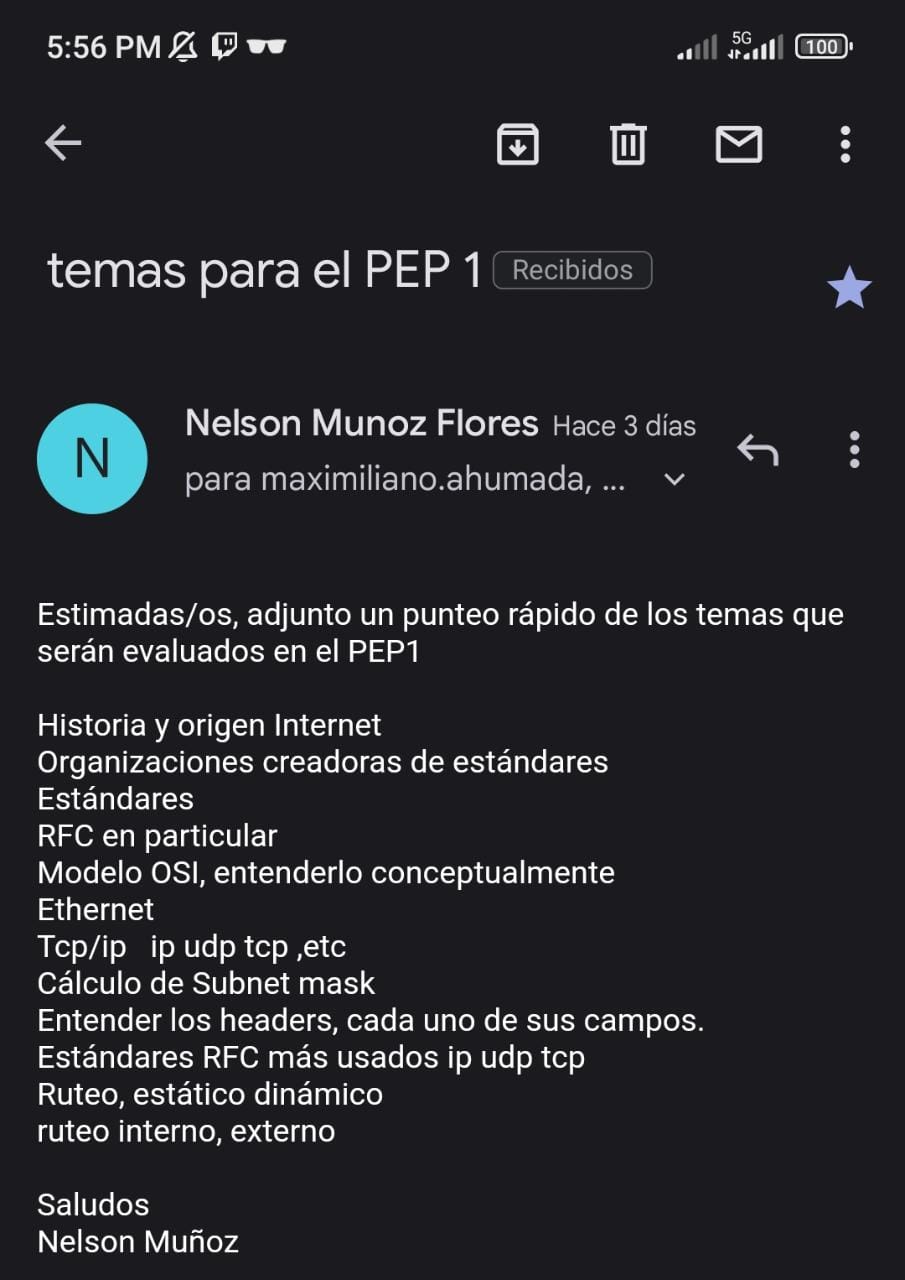 5:56 PM
5G
100
temas para el PEP 1 Recibidos
N
Nelson Munoz Flores Hace 3 días
para maximiliano.ahumada, ...
Estimadas/os, adjunto un punteo rápido de los temas que
serán evaluados en el PEP1
Historia y origen Internet
Organizaciones creadoras de estándares
Estándares
RFC en particular
Modelo OSI, entenderlo conceptualmente
Ethernet
Tcp/ip   ip udp tcp ,etc
Cálculo de Subnet mask
Entender los headers, cada uno de sus campos.
Estándares RFC más usados ip udp tcp
Ruteo, estático dinámico
ruteo interno, externo
Saludos
Nelson Muñoz